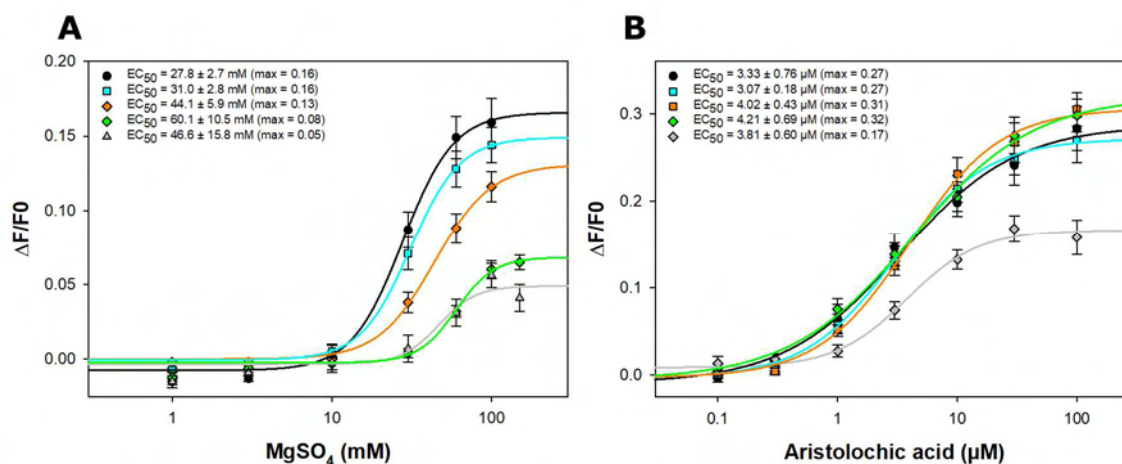 A
EC50 = 27.8 ± 2.7 mM (max = 0.16)
EC50 = 31.0 ± 2.8 mM (max = 0.16)
EC50 = 44.1 ± 5.9 mM (max = 0.13)
EC50 = 60.1 ± 10.5 mM (max = 0.08)
EC50 = 46.6 ± 15.8 mM (max = 0.05)
0.20
0.15
0.10
0.05
0.00
ΔF/F0
1
10
100
MgSO4 (mM)
B
EC50 = 3.33 ± 0.76 µM (max = 0.27)
EC50 = 3.07 ± 0.18 µM (max = 0.27)
EC50 = 4.02 ± 0.43 µM (max = 0.31)
EC50 = 4.21 ± 0.69 µM (max = 0.32)
EC50 = 3.81 ± 0.60 µM (max = 0.17)
0.3
0.2
0.1
0.0
ΔF/F0
0.1
1
10
100
Aristolochic acid (µM)